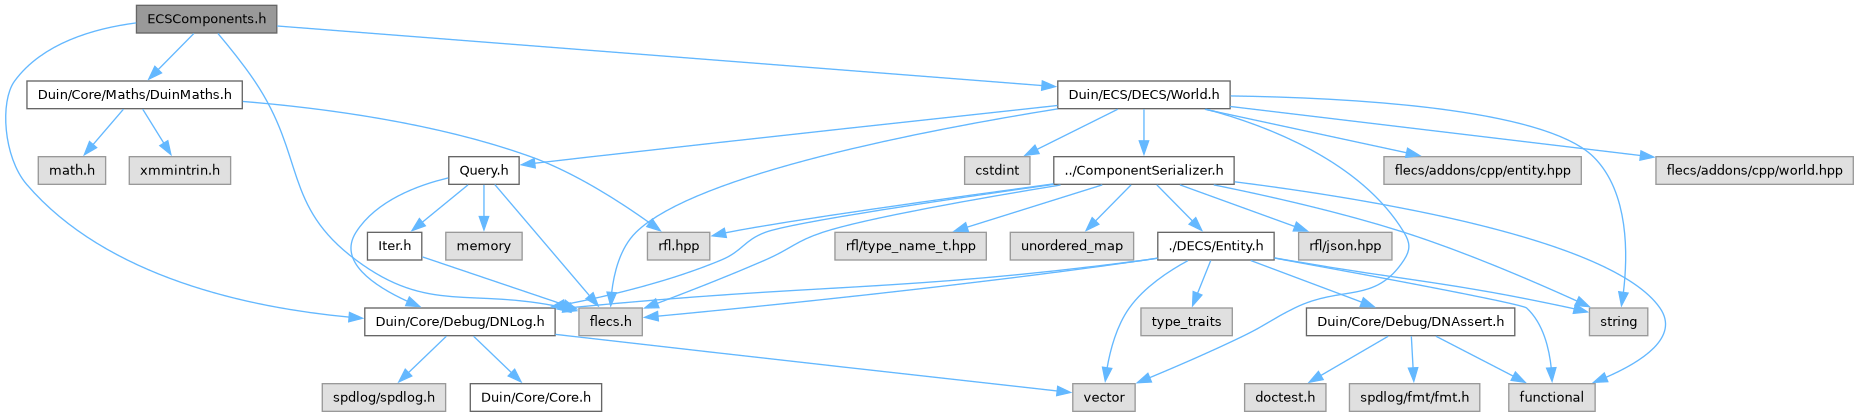 ECSComponents.h
Duin/Core/Maths/DuinMaths.h
Duin/ECS/DECS/World.h
math.h
xmmintrin.h
Query.h
cstdint
../ComponentSerializer.h
flecs/addons/cpp/entity.hpp
flecs/addons/cpp/world.hpp
Iter.h
memory
rfl.hpp
rfl/type_name_t.hpp
unordered_map
./DECS/Entity.h
rfl/json.hpp
Duin/Core/Debug/DNLog.h
flecs.h
type_traits
Duin/Core/Debug/DNAssert.h
string
spdlog/spdlog.h
Duin/Core/Core.h
vector
doctest.h
spdlog/fmt/fmt.h
functional